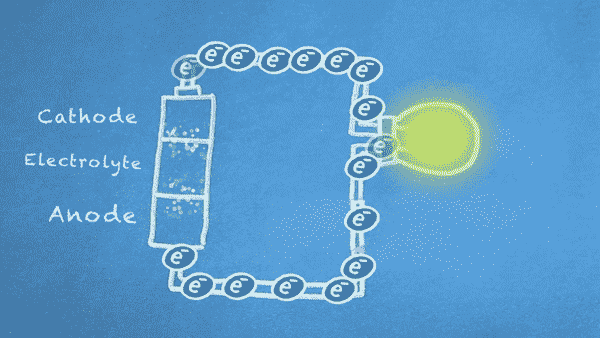 e⁻ e⁻ e⁻ e⁻ e⁻ e⁻ e⁻
e⁻
Cathode
e⁻
Electrolyte
e⁻
Anode
e⁻
e⁻ e⁻
e⁻ e⁻ e⁻ e⁻